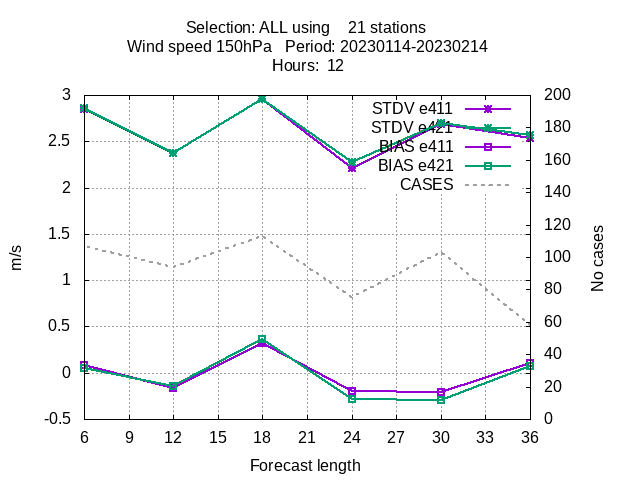 Selection: ALL using    21 stations
Wind speed 150hPa   Period: 20230114-20230214
Hours:  12
STDV e411
STDV e421
BIAS e411
BIAS e421
CASES
3
2.5
2
1.5
1
0.5
0
-0.5
m/s
200
180
160
140
120
100
80
60
40
20
0
No cases
6 9 12 15 18 21 24 27 30 33 36
Forecast length